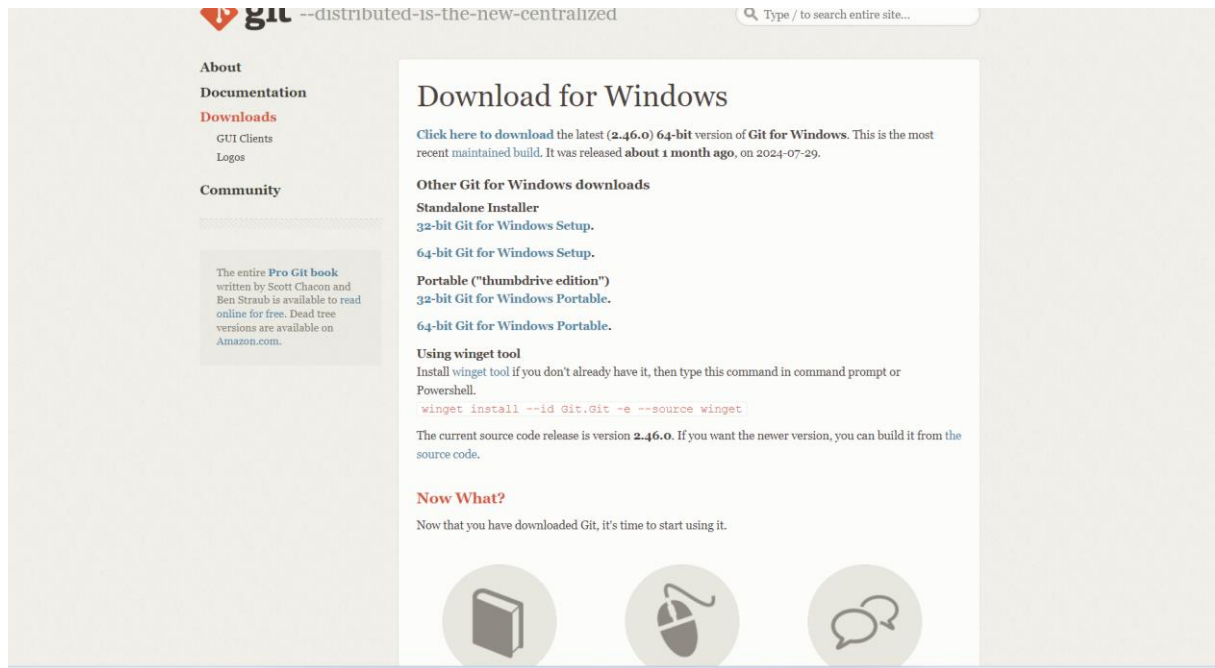 git --distributed-is-the-new-centralized
Type / to search entire site...
About
Documentation
Downloads
GUI Clients
Logos
Community
The entire Pro Git book
written by Scott Chacon and
Ben Straub is available to read
online for free. Dead tree
versions are available on
Amazon.com.
Download for Windows
Click here to download the latest (2.46.0) 64-bit version of Git for Windows. This is the most
recent maintained build. It was released about 1 month ago, on 2024-07-29.
Other Git for Windows downloads
Standalone Installer
32-bit Git for Windows Setup.
64-bit Git for Windows Setup.
Portable ("thumbdrive edition")
32-bit Git for Windows Portable.
64-bit Git for Windows Portable.
Using winget tool
Install winget tool if you don't already have it, then type this command in command prompt or
Powershell.
winget install --id Git.Git -e --source winget
The current source code release is version 2.46.0. If you want the newer version, you can build it from the
source code.
Now What?
Now that you have downloaded Git, it's time to start using it.